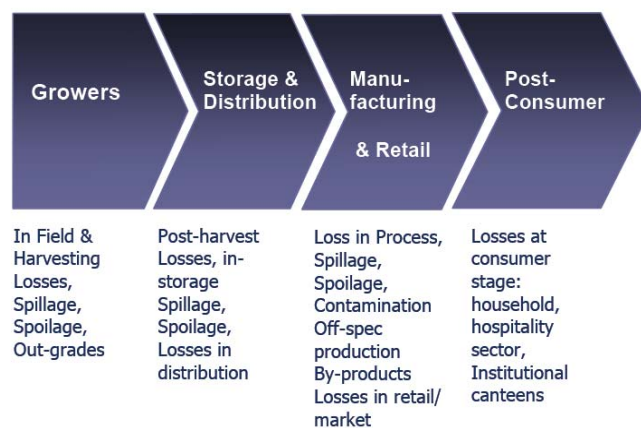 Growers
Storage &
Distribution
Manu-
facturing
& Retail
Post-
Consumer
In Field &
Harvesting
Losses,
Spillage,
Spoilage,
Out-grades
Post-harvest
Losses, in-
storage
Spillage,
Spoilage,
Losses in
distribution
Loss in Process,
Spillage,
Spoilage,
Contamination
Off-spec
production
By-products
Losses in retail/
market
Losses at
consumer
stage:
household,
hospitality
sector,
Institutional
canteens